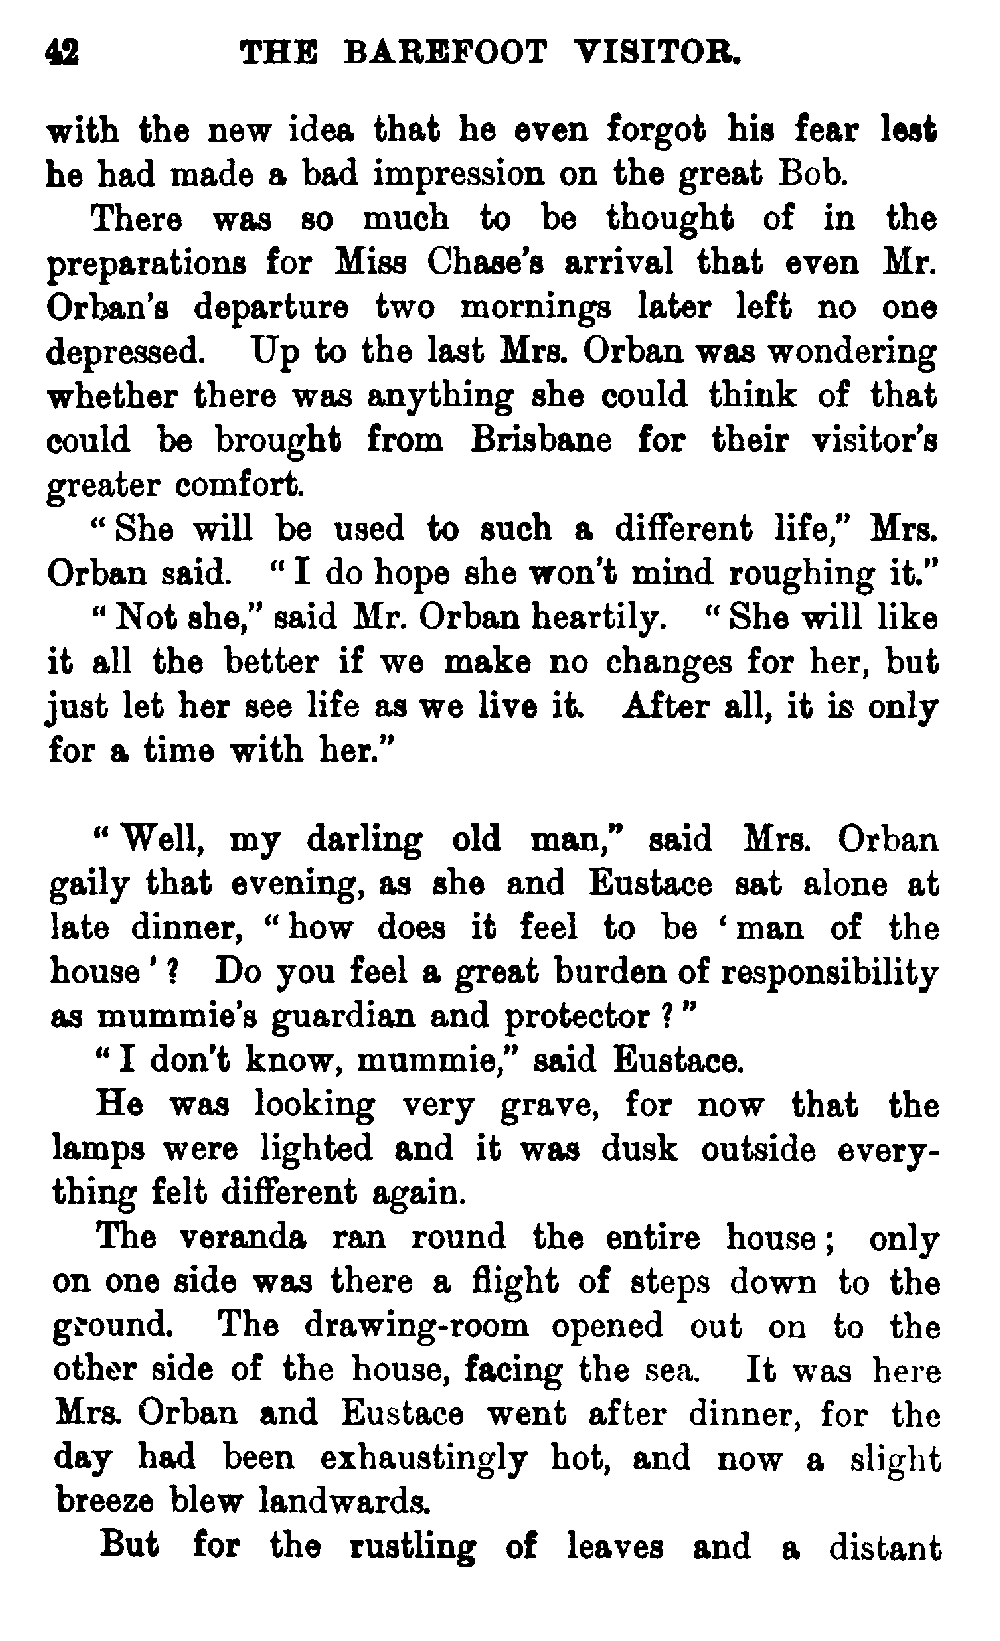 42 THE BAREFOOT VISITOR.
with the new idea that he even forgot his fear lest
he had made a bad impression on the great Bob.
There was so much to be thought of in the
preparations for Miss Chase's arrival that even Mr.
Orban's departure two mornings later left no one
depressed. Up to the last Mrs. Orban was wondering
whether there was anything she could think of that
could be brought from Brisbane for their visitor's
greater comfort.
“She will be used to such a different life,” Mrs.
Orban said. “I do hope she won't mind roughing it.”
“Not she,” said Mr. Orban heartily. “She will like
it all the better if we make no changes for her, but
just let her see life as we live it. After all, it is only
for a time with her.”
“Well, my darling old man,” said Mrs. Orban
gaily that evening, as she and Eustace sat alone at
late dinner, “how does it feel to be ‘man of the
house’? Do you feel a great burden of responsibility
as mummie's guardian and protector?”
“I don't know, mummie,” said Eustace.
He was looking very grave, for now that the
lamps were lighted and it was dusk outside every-
thing felt different again.
The veranda ran round the entire house; only
on one side was there a flight of steps down to the
ground. The drawing-room opened out on to the
other side of the house, facing the sea. It was here
Mrs. Orban and Eustace went after dinner, for the
day had been exhaustingly hot, and now a slight
breeze blew landwards.
But for the rustling of leaves and a distant